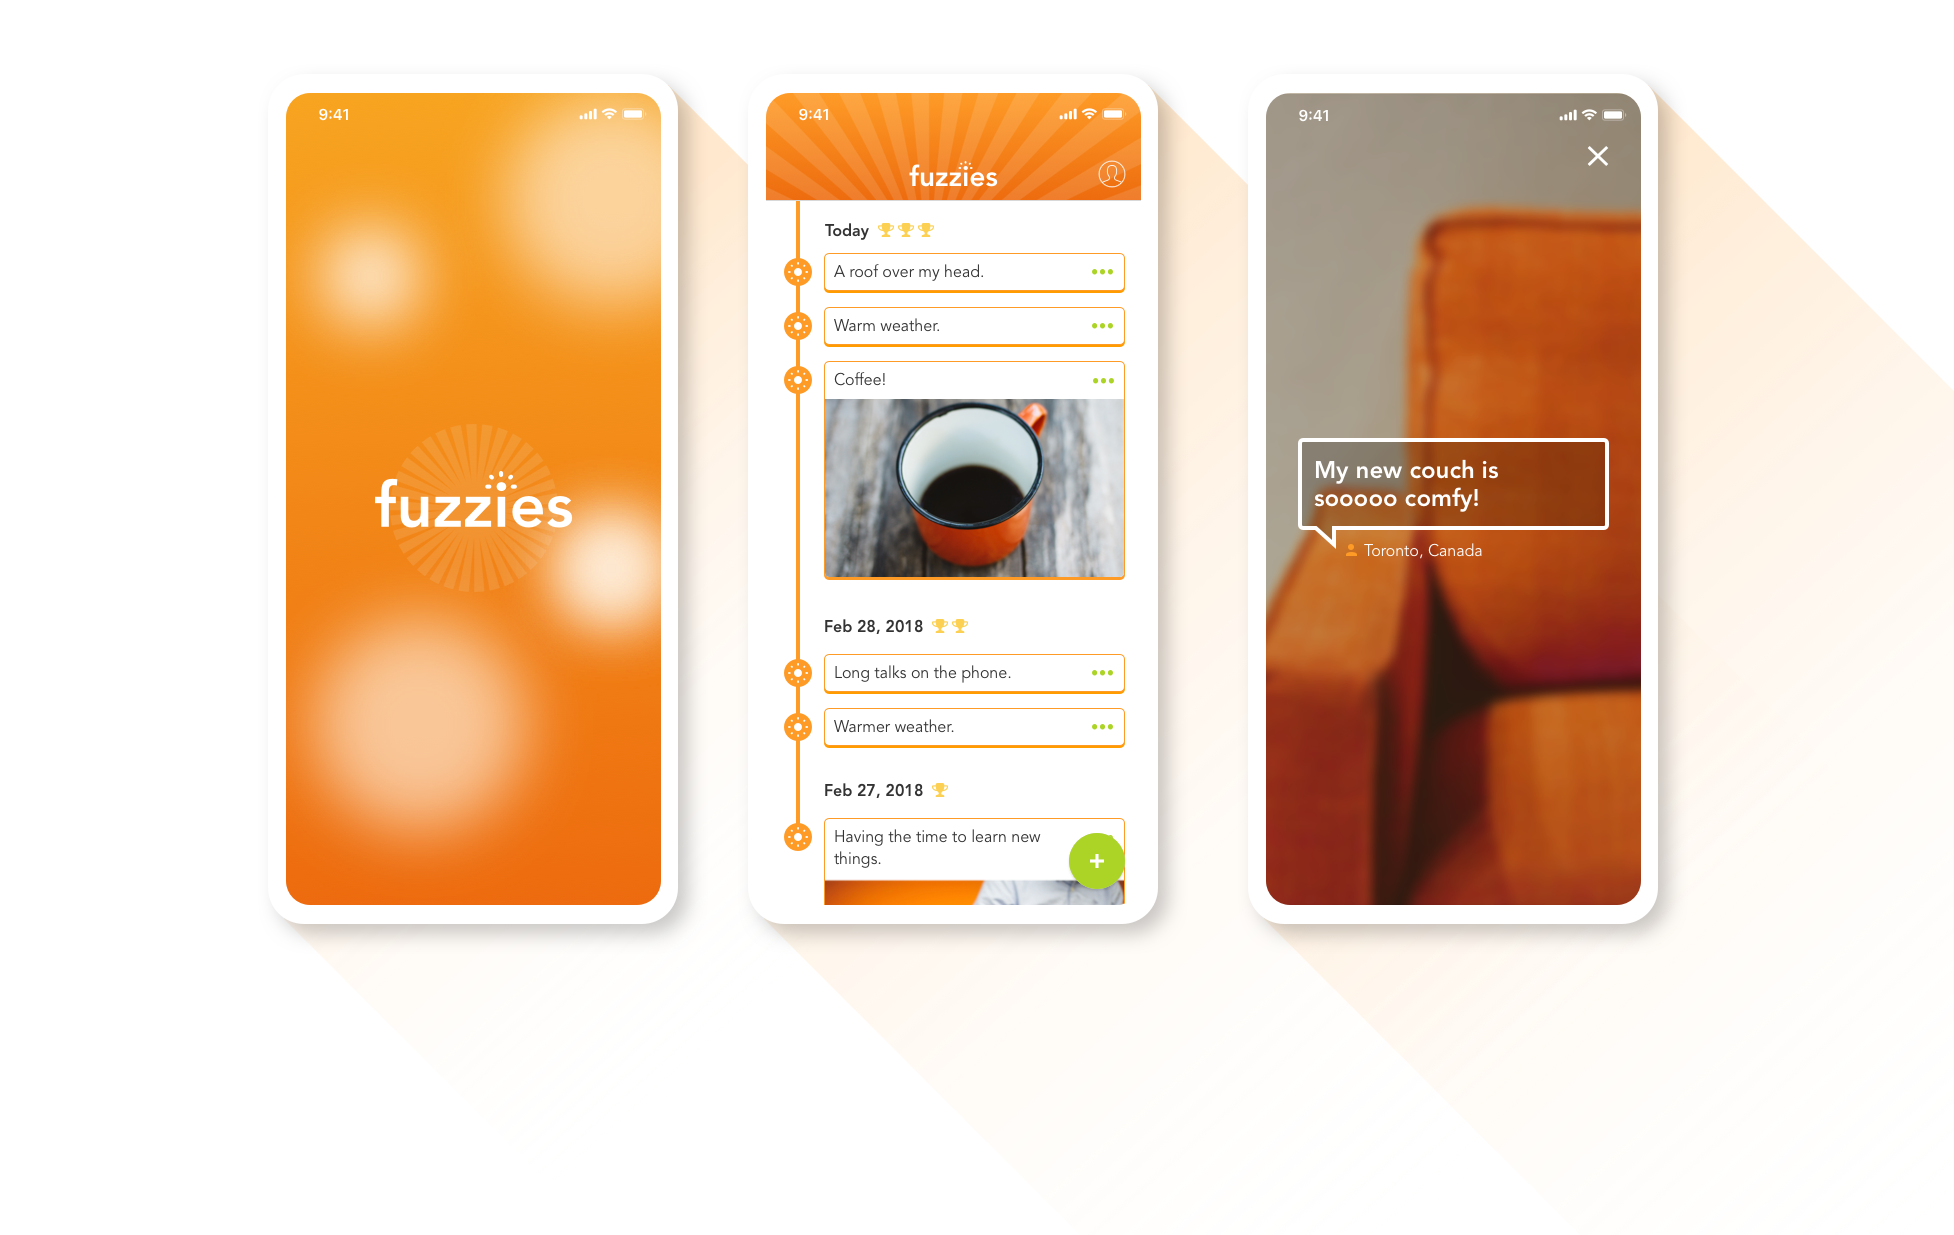 9:41
fuzzies
9:41
fuzzies
Today
A roof over my head.
Warm weather.
Coffee!
Feb 28, 2018
Long talks on the phone.
Warmer weather.
Feb 27, 2018
Having the time to learn new
things.
9:41
My new couch is
sooooo comfy!
Toronto, Canada